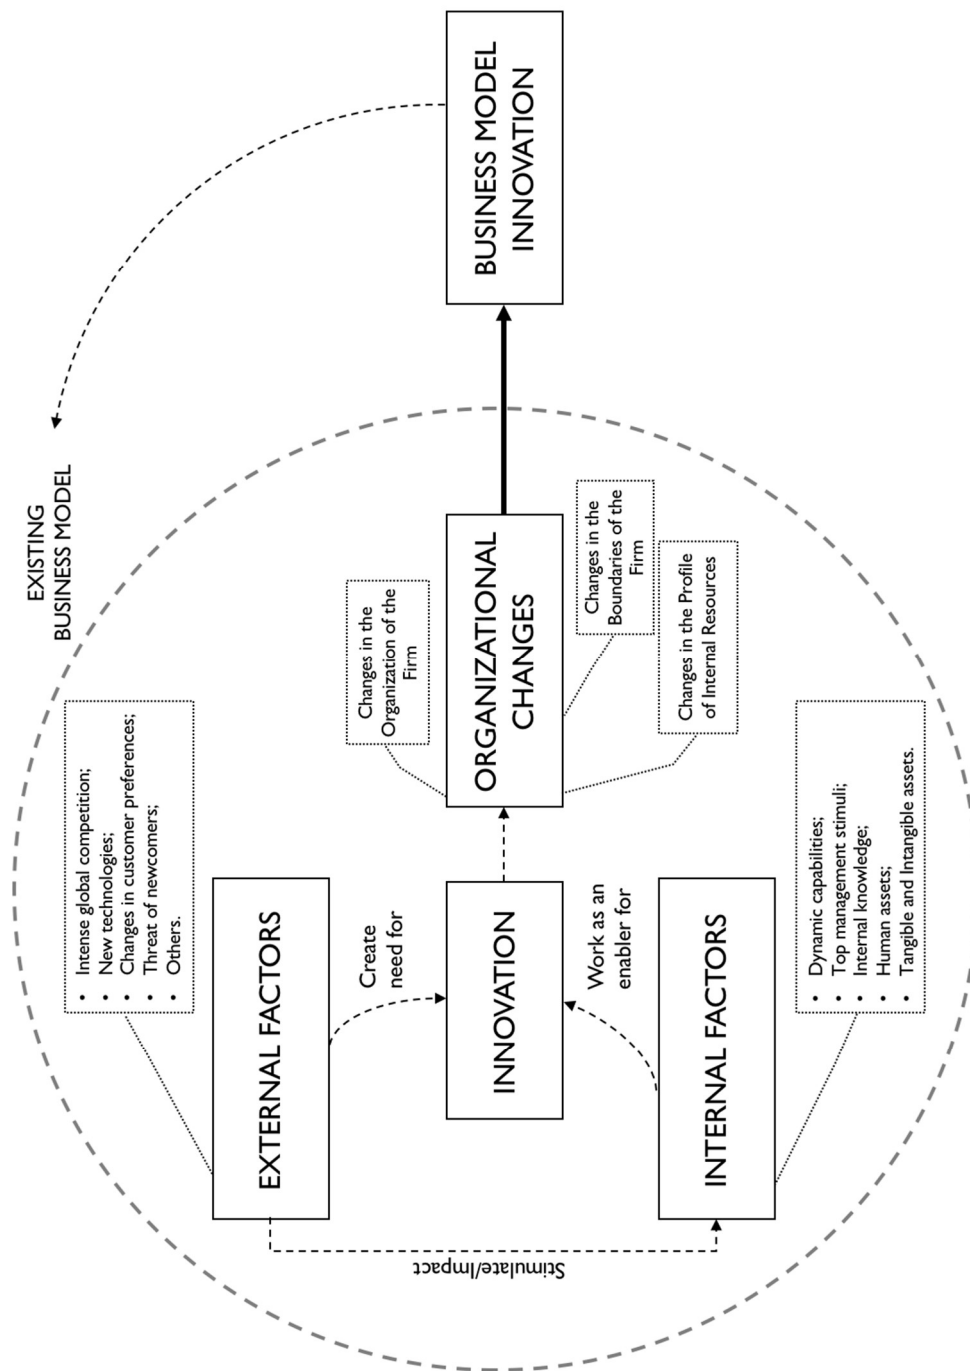 EXISTING
BUSINESS MODEL
• Intense global competition;
• New technologies;
• Changes in customer preferences;
• Threat of newcomers;
• Others.
EXTERNAL FACTORS
Create
need for
Stimulate/Impact
INNOVATION
Work as an
enabler for
INTERNAL FACTORS
• Dynamic capabilities;
• Top management stimuli;
• Internal knowledge;
• Human assets;
• Tangible and Intangible assets.
Changes in the
Organization of the
Firm
ORGANIZATIONAL
CHANGES
Changes in the
Boundaries of the
Firm
Changes in the Profile
of Internal Resources
BUSINESS MODEL
INNOVATION